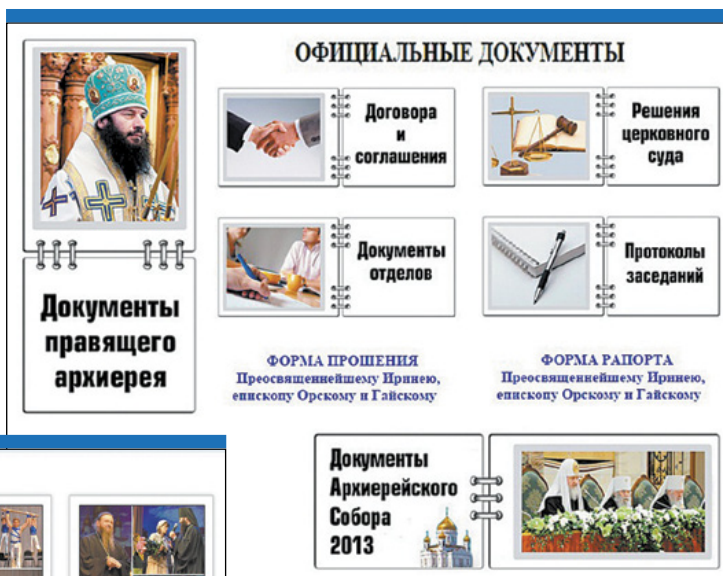 ОФИЦИАЛЬНЫЕ ДОКУМЕНТЫ
Документы
правящего
архиерея
Договора
и
соглашения
Решения
церковного
суда
Документы
отделов
Протоколы
заседаний
ФОРМА ПРОШЕНИЯ
Преосвященнейшему Иринею,
епископу Орскому и Гайскому
ФОРМА РАПОРТА
Преосвященнейшему Иринею,
епископу Орскому и Гайскому
Документы
Архиерейского
Собора
2013